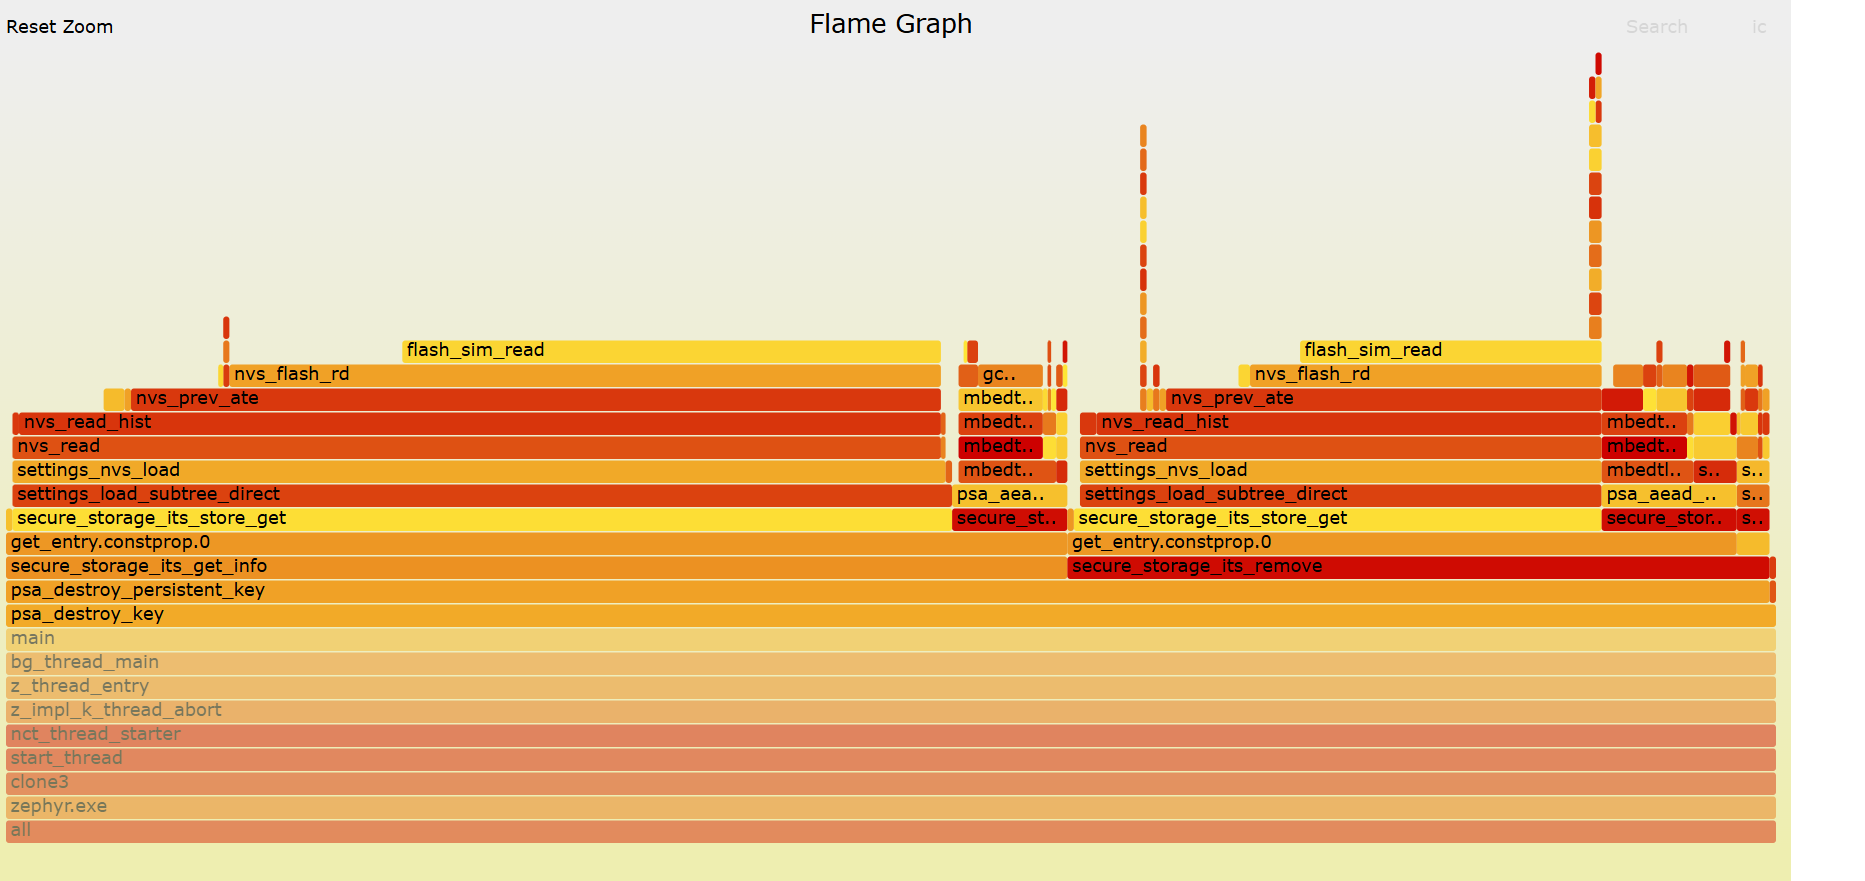 Reset Zoom Flame Graph Search ic
flash_sim_read flash_sim_read
nvs_flash_rd gc.. nvs_flash_rd
nvs_prev_ate mbedt.. nvs_prev_ate
nvs_read_hist mbedt.. nvs_read_hist mbedt..
nvs_read mbedt.. nvs_read mbedt..
settings_nvs_load mbedt.. settings_nvs_load mbedtl.. s.. s..
settings_load_subtree_direct psa_aea.. settings_load_subtree_direct psa_aead_.. s..
secure_storage_its_store_get secure_st.. secure_storage_its_store_get secure_stor.. s..
get_entry.constprop.0 get_entry.constprop.0
secure_storage_its_get_info secure_storage_its_remove
psa_destroy_persistent_key
psa_destroy_key
main
bg_thread_main
z_thread_entry
z_impl_k_thread_abort
nct_thread_starter
start_thread
clone3
zephyr.exe
all